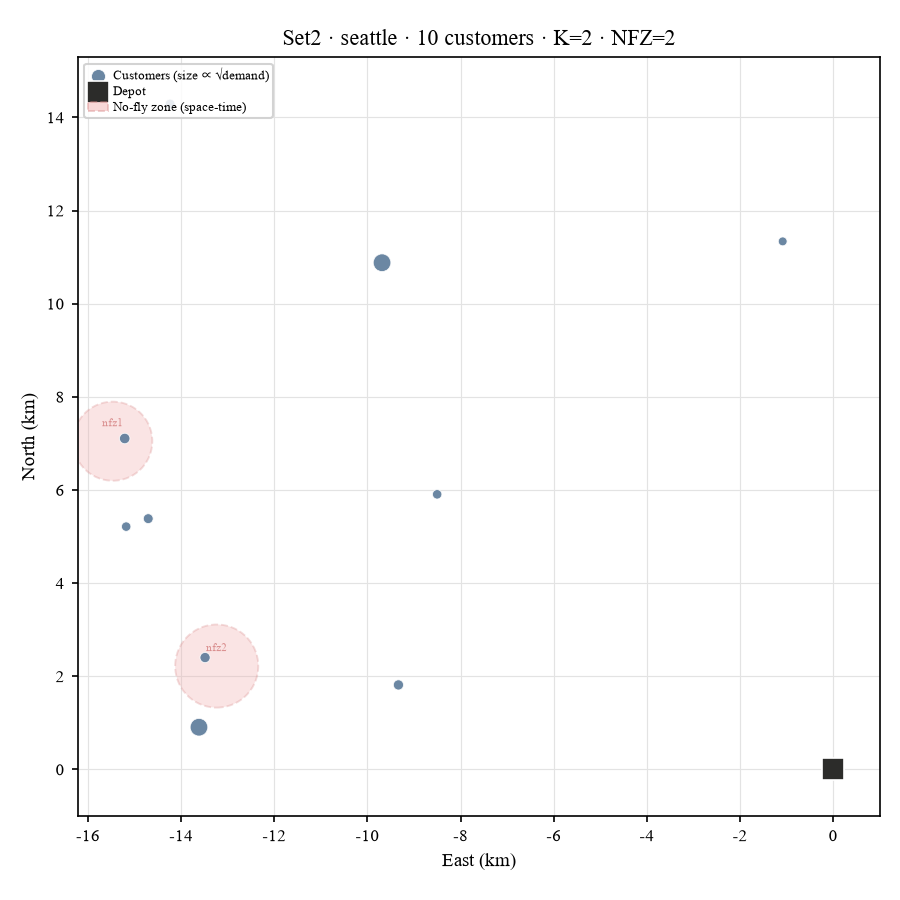 Set2 · seattle · 10 customers · K=2 · NFZ=2
Customers (size ∝ √demand)
Depot
No-fly zone (space-time)
14
12
10
8
6
4
2
0
North (km)
nfz1
nfz2
-16
-14
-12
-10
-8
-6
-4
-2
0
East (km)